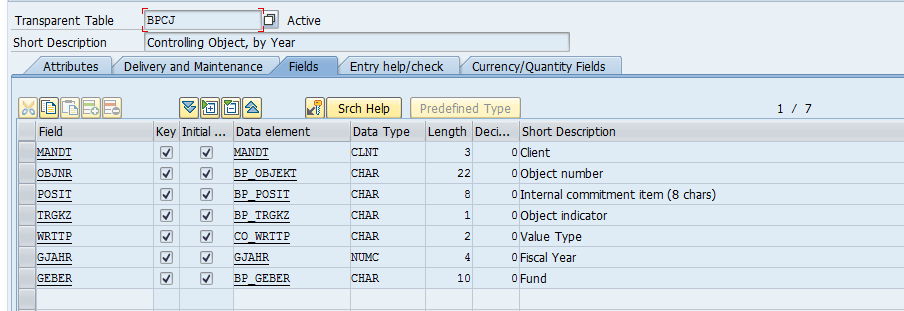 Transparent Table BPCJ Active
Short Description Controlling Object, by Year
Attributes Delivery and Maintenance Fields Entry help/check Currency/Quantity Fields
Srch Help Predefined Type 1 / 7
Field Key Initial ... Data element Data Type Length Deci... Short Description
MANDT MANDT CLNT 3 0 Client
OBJNR BP_OBJEKT CHAR 22 0 Object number
POSIT BP_POSIT CHAR 8 0 Internal commitment item (8 chars)
TRGKZ BP_TRGKZ CHAR 1 0 Object indicator
WRTTP CO_WRTTP CHAR 2 0 Value Type
GJAHR GJAHR NUMC 4 0 Fiscal Year
GEBER BP_GEBER CHAR 10 0 Fund